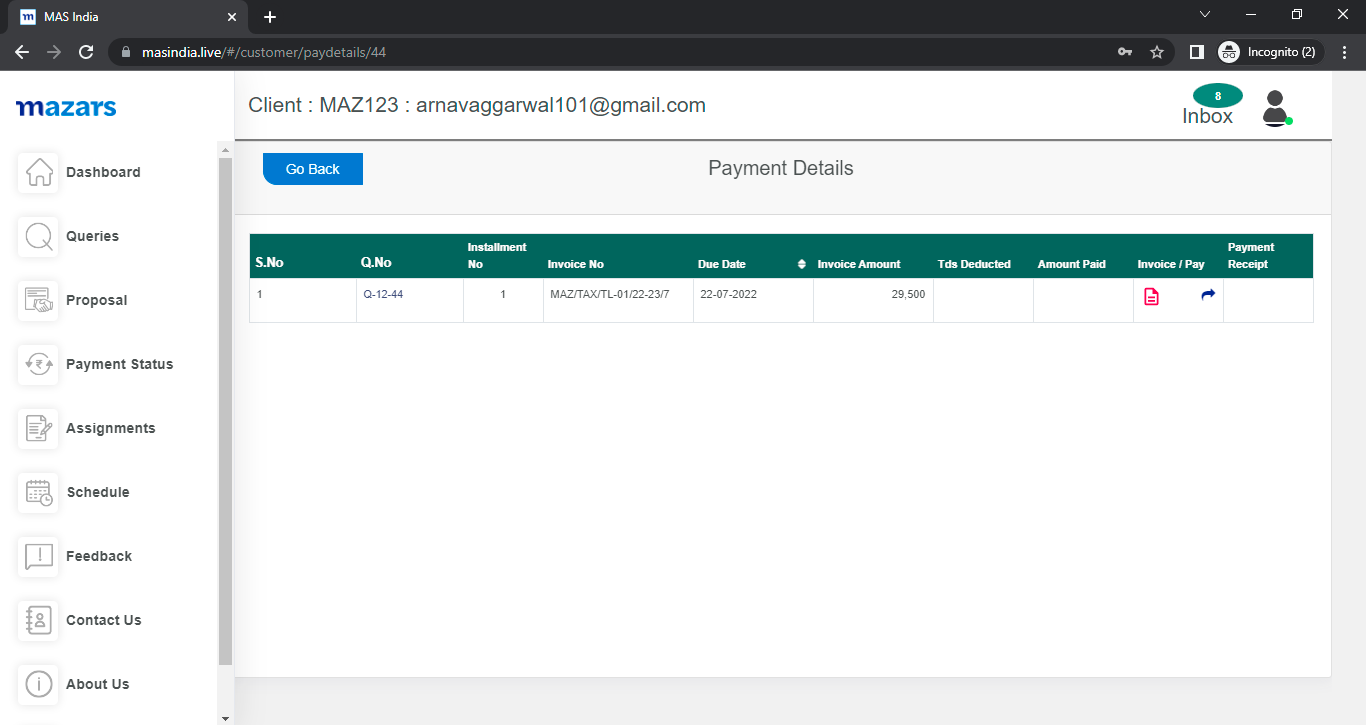 m MAS India
masindia.live/#/customer/paydetails/44
Incognito (2)
mazars
Client : MAZ123 : arnavaggarwal101@gmail.com
8
Inbox
Dashboard
Queries
Proposal
Payment Status
Assignments
Schedule
Feedback
Contact Us
About Us
Go Back
Payment Details
S.No Q.No Installment No Invoice No Due Date Invoice Amount Tds Deducted Amount Paid Invoice / Pay Payment Receipt
1 Q-12-44 1 MAZ/TAX/TL-01/22-23/7 22-07-2022 29,500